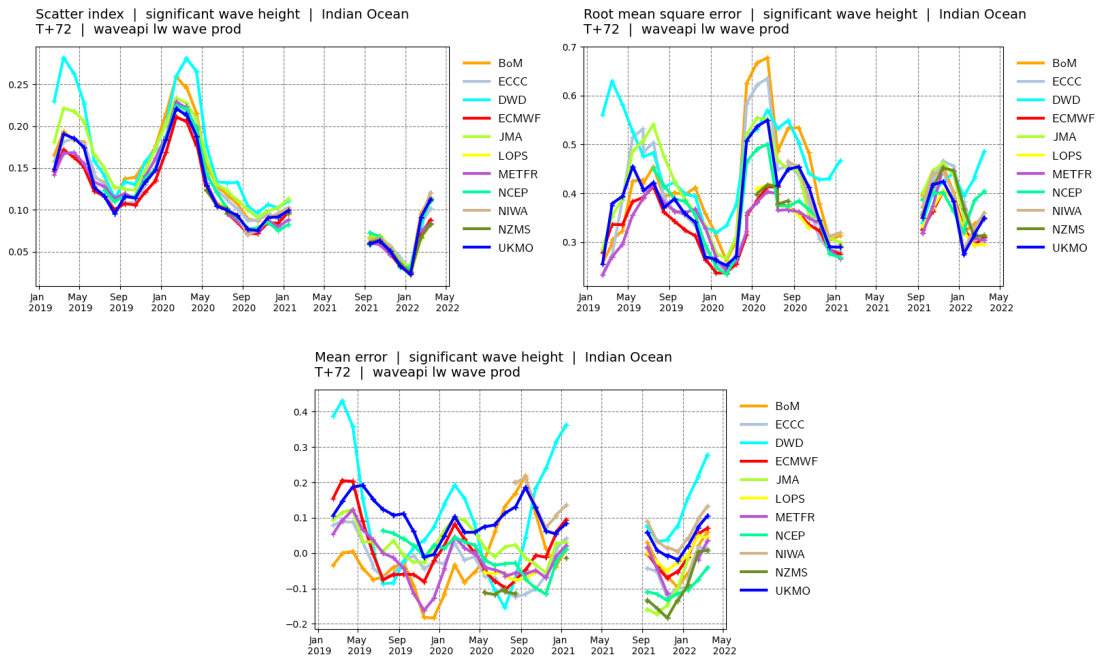 Scatter index | significant wave height | Indian Ocean
T+72 | waveapi lw wave prod
0.25
0.20
0.15
0.10
0.05
Jan 2019
May 2019
Sep 2019
Jan 2020
May 2020
Sep 2020
Jan 2021
May 2021
Sep 2021
Jan 2022
May 2022
BoM
ECCC
DWD
ECMWF
JMA
LOPS
METFR
NCEP
NIWA
NZMS
UKMO
Root mean square error | significant wave height | Indian Ocean
T+72 | waveapi lw wave prod
0.7
0.6
0.5
0.4
0.3
Jan 2019
May 2019
Sep 2019
Jan 2020
May 2020
Sep 2020
Jan 2021
May 2021
Sep 2021
Jan 2022
May 2022
BoM
ECCC
DWD
ECMWF
JMA
LOPS
METFR
NCEP
NIWA
NZMS
UKMO
Mean error | significant wave height | Indian Ocean
T+72 | waveapi lw wave prod
0.4
0.3
0.2
0.1
0.0
−0.1
−0.2
Jan 2019
May 2019
Sep 2019
Jan 2020
May 2020
Sep 2020
Jan 2021
May 2021
Sep 2021
Jan 2022
May 2022
BoM
ECCC
DWD
ECMWF
JMA
LOPS
METFR
NCEP
NIWA
NZMS
UKMO